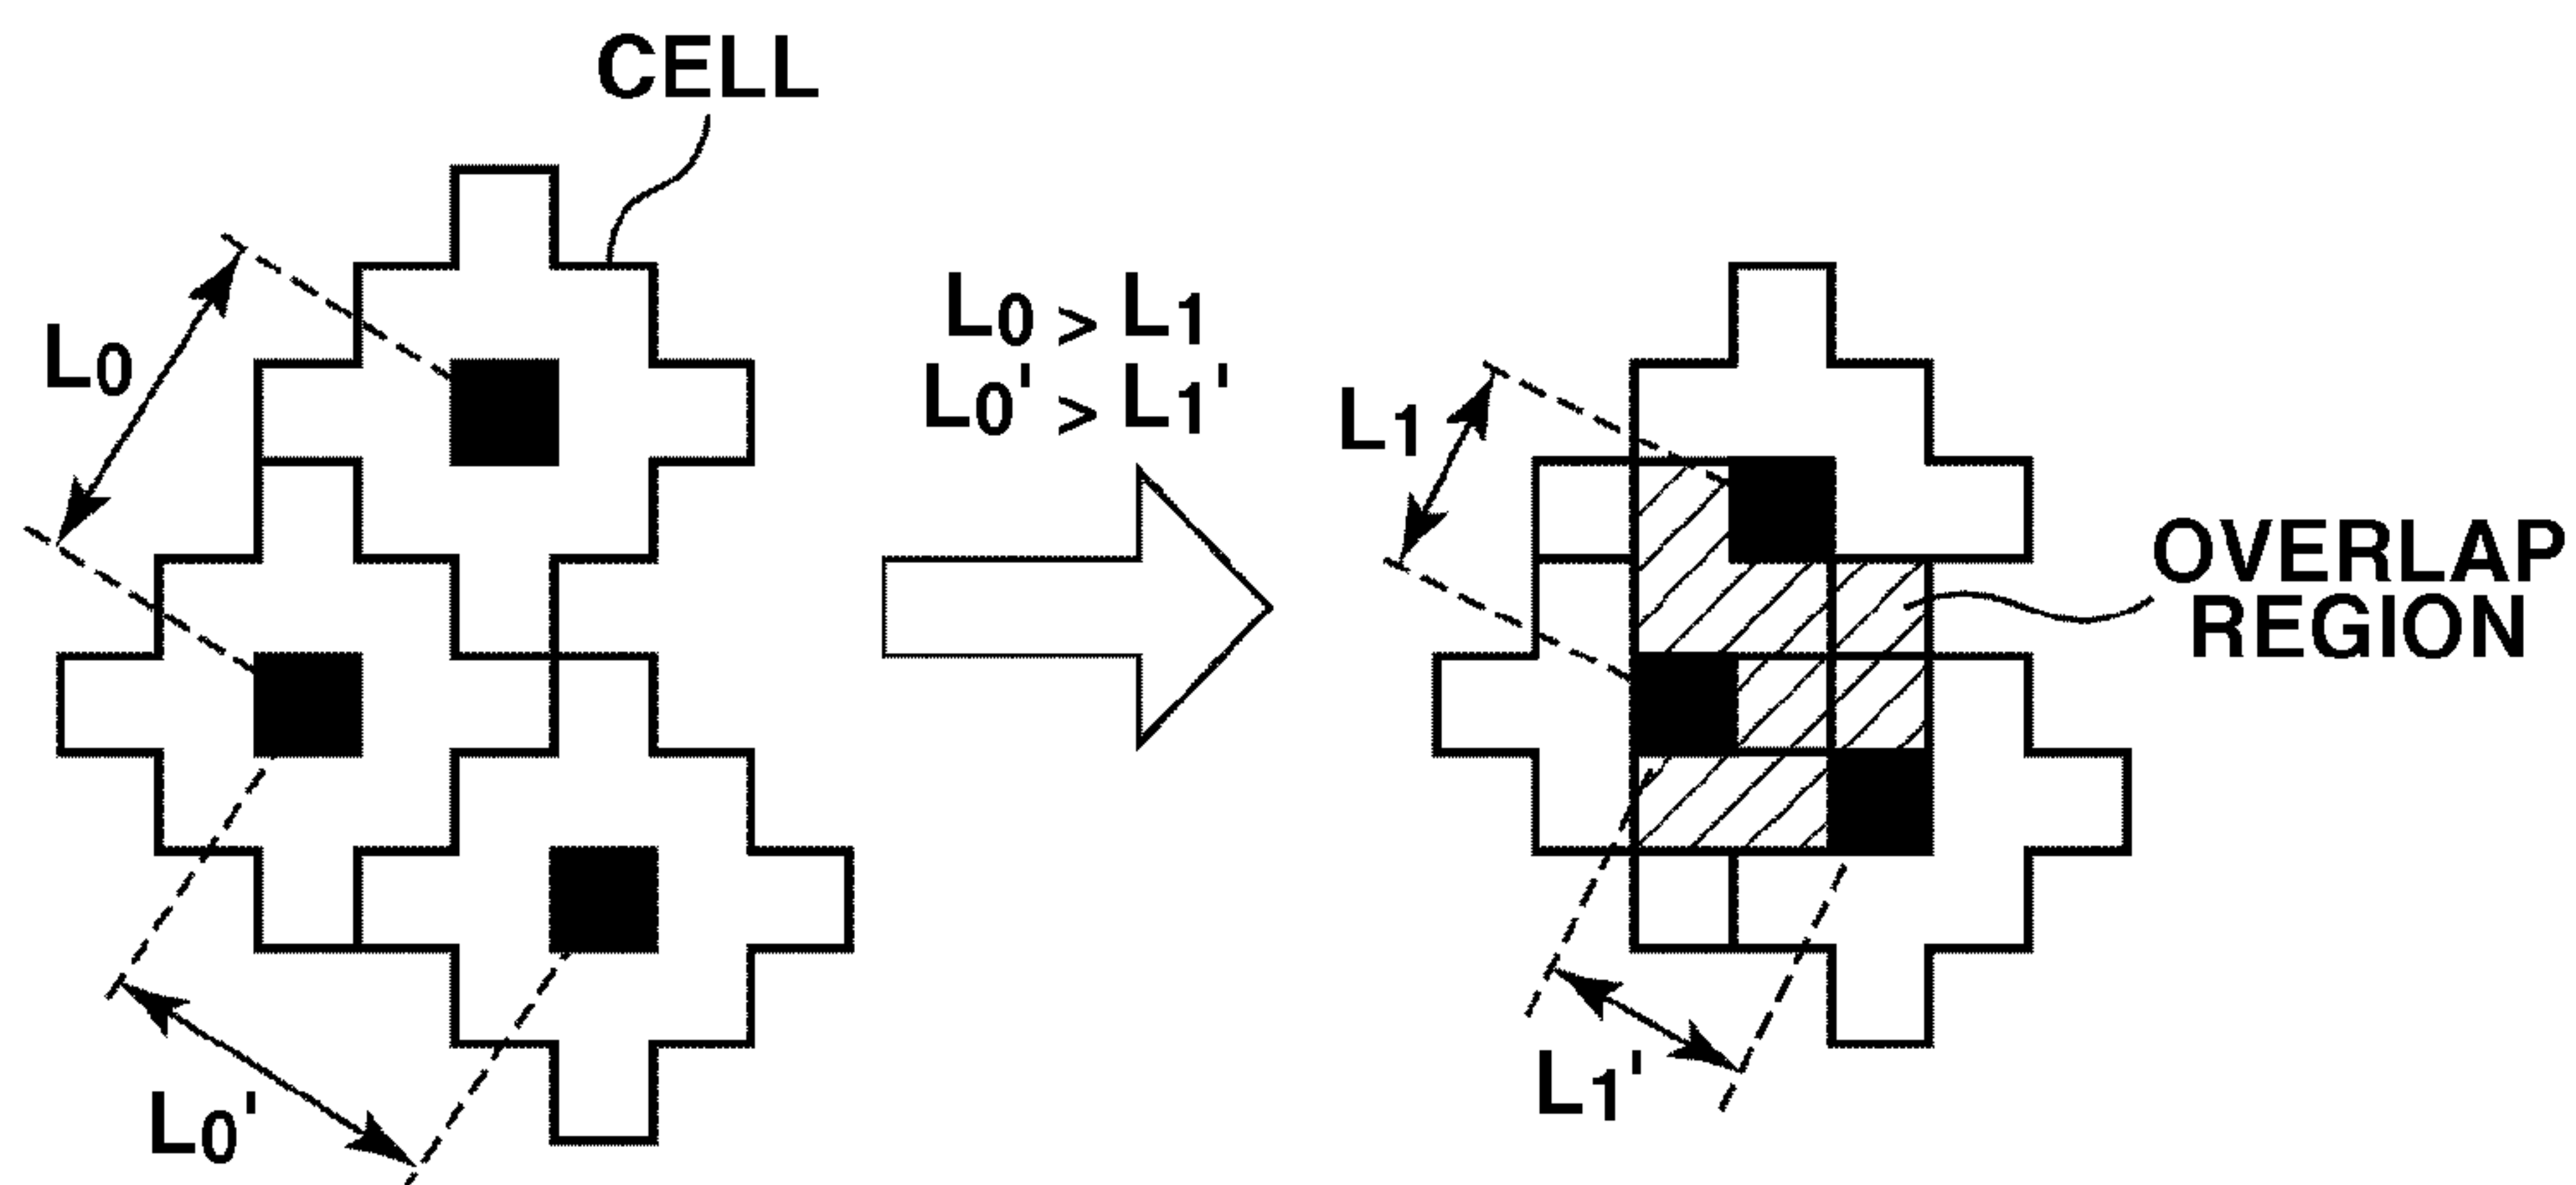 CELL
L0
L0 > L1
L0' > L1'
L1
OVERLAP
REGION
L0'
L1'